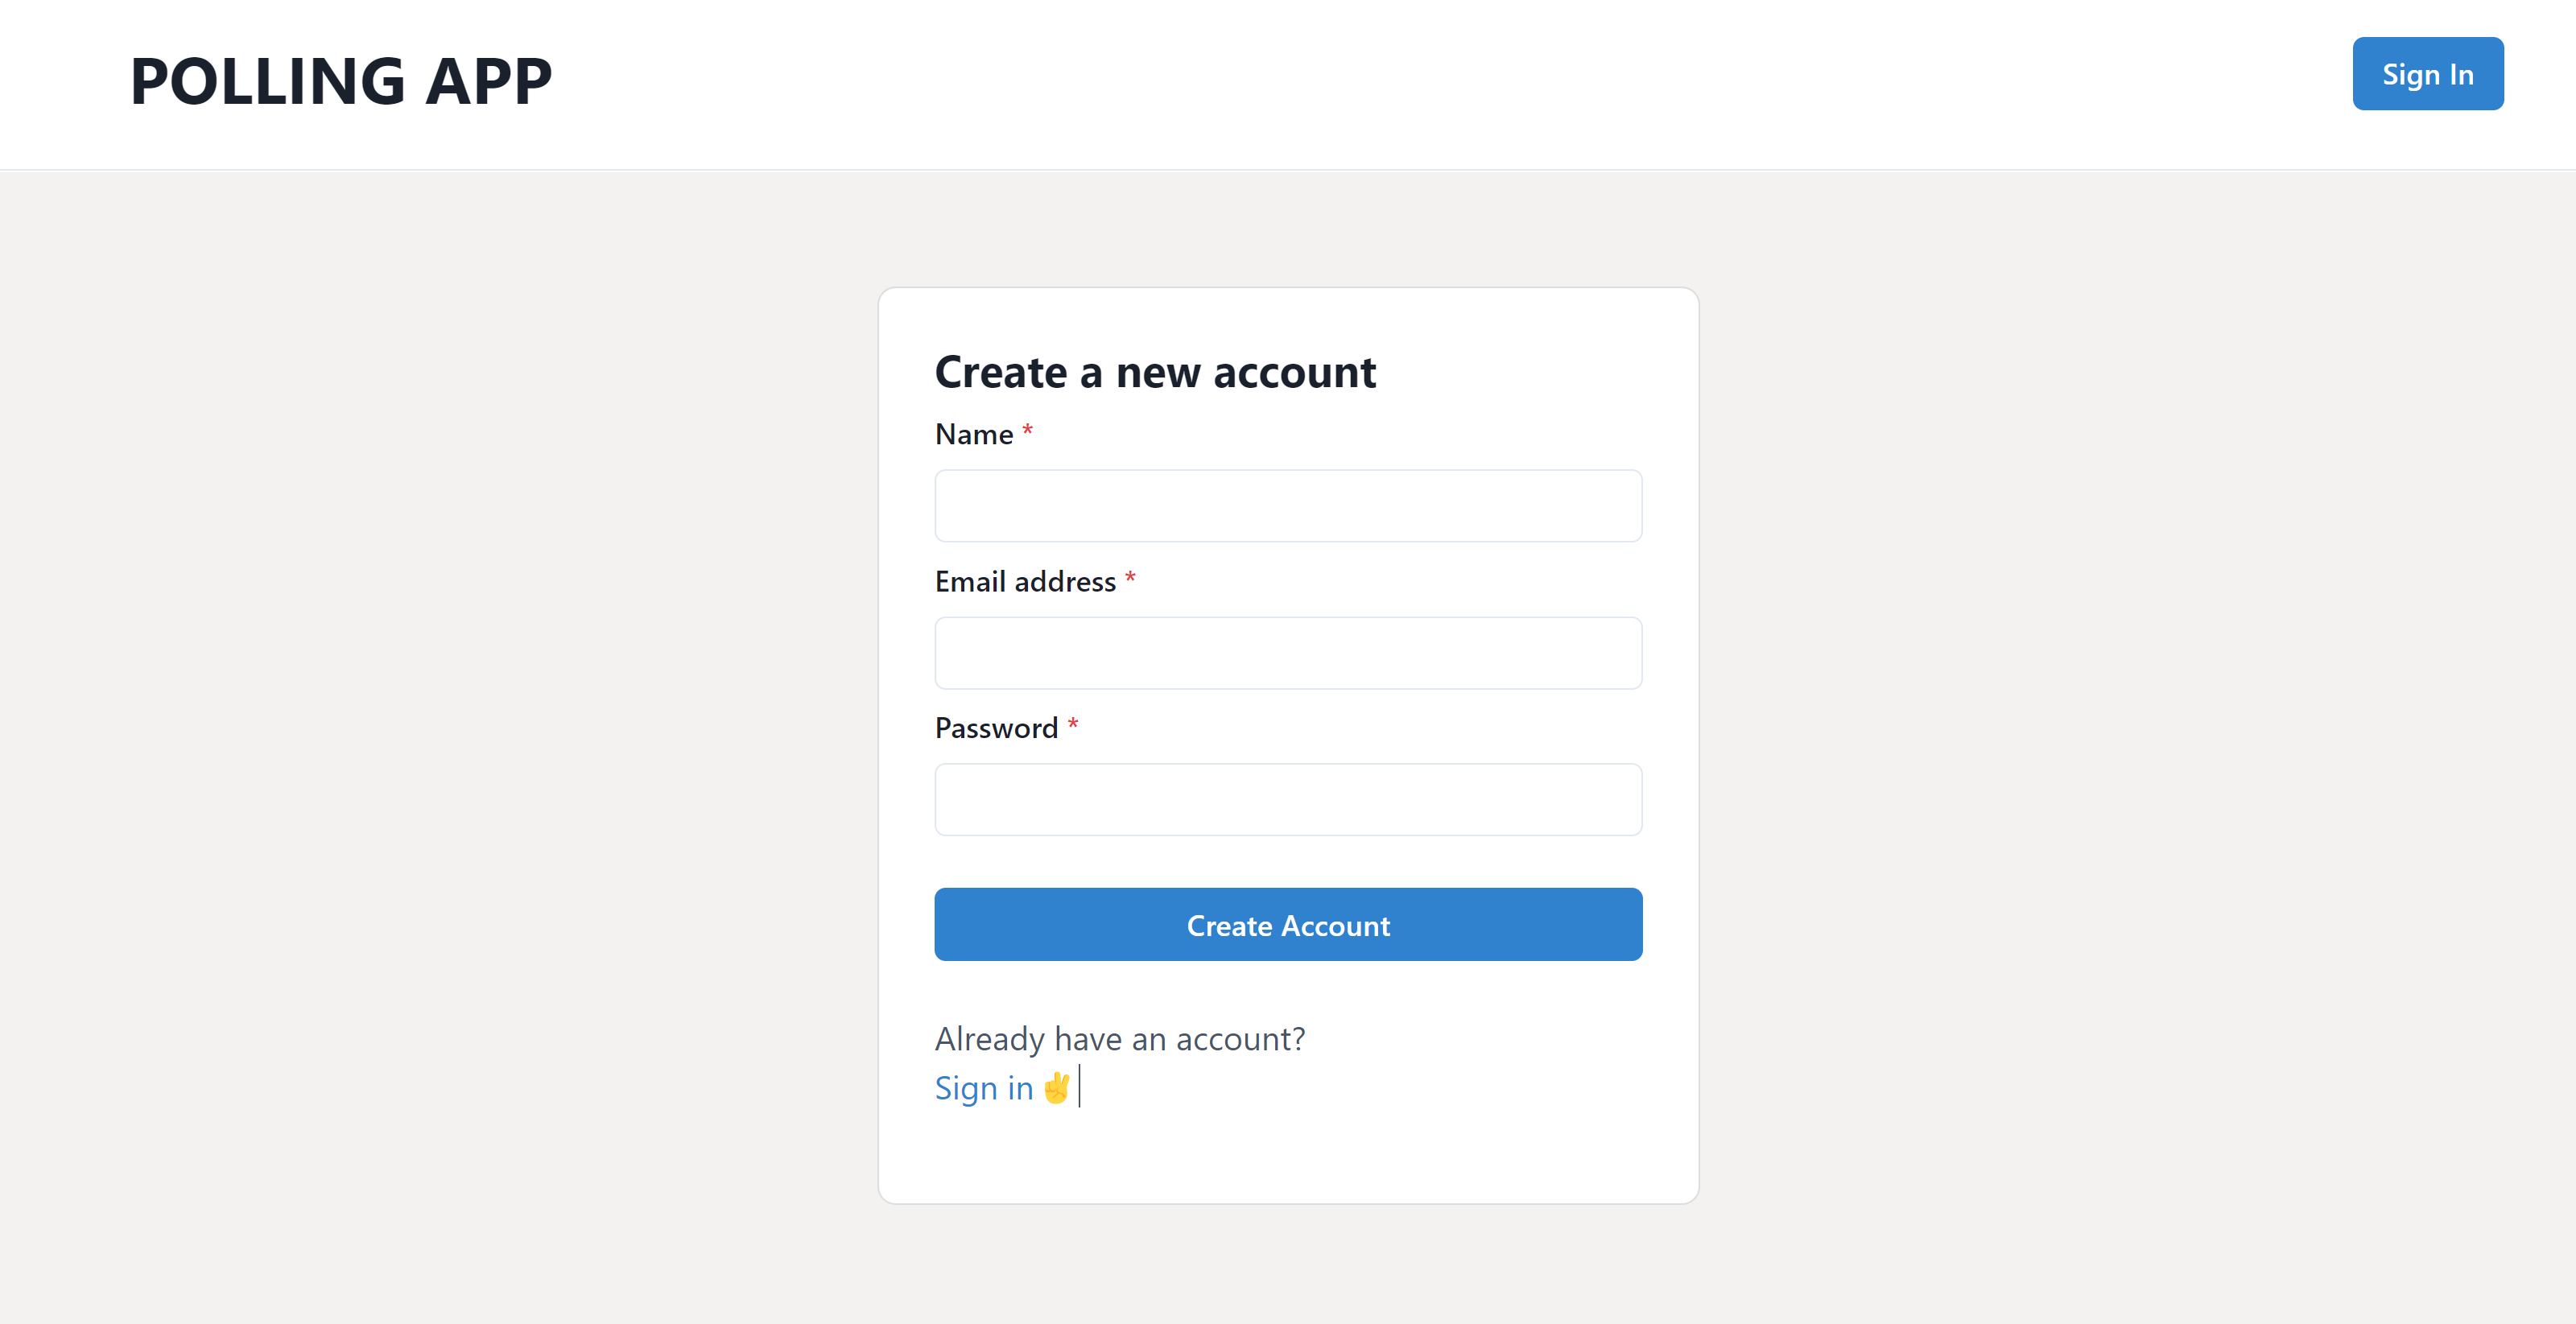 POLLING APP
Sign In
Create a new account
Name *
Email address *
Password *
Create Account
Already have an account?
Sign in ✌